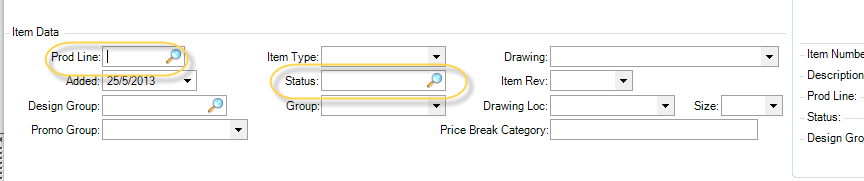 Item Data
Prod Line: Item Type: Drawing:
Added: 25/5/2013 Status: Item Rev:
Design Group: Group: Drawing Loc: Size:
Promo Group: Price Break Category:
Item Numbe
Description
Prod Line:
Status:
Design Gro